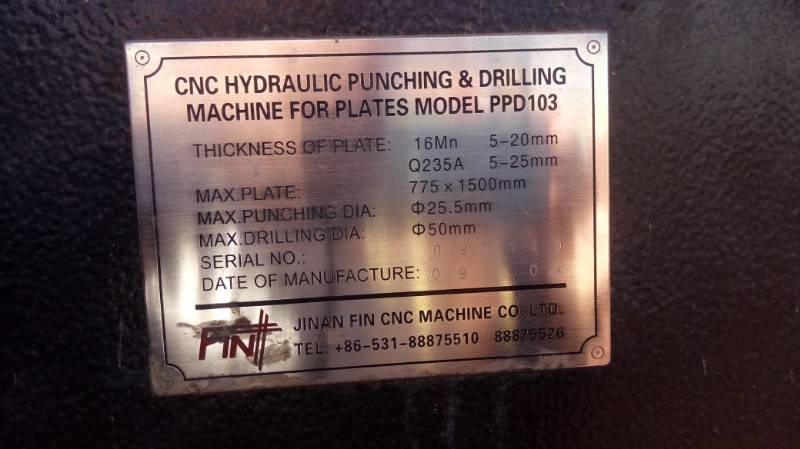 CNC HYDRAULIC PUNCHING & DRILLING
MACHINE FOR PLATES MODEL PPD103
THICKNESS OF PLATE: 16Mn 5-20mm
Q235A 5-25mm
MAX.PLATE: 775 x 1500mm
MAX.PUNCHING DIA: Φ25.5mm
MAX.DRILLING DIA: Φ50mm
SERIAL NO.:
DATE OF MANUFACTURE: 09
FIN
JINAN FIN CNC MACHINE CO.,LTD.
TEL: +86-531-88875510 88875526